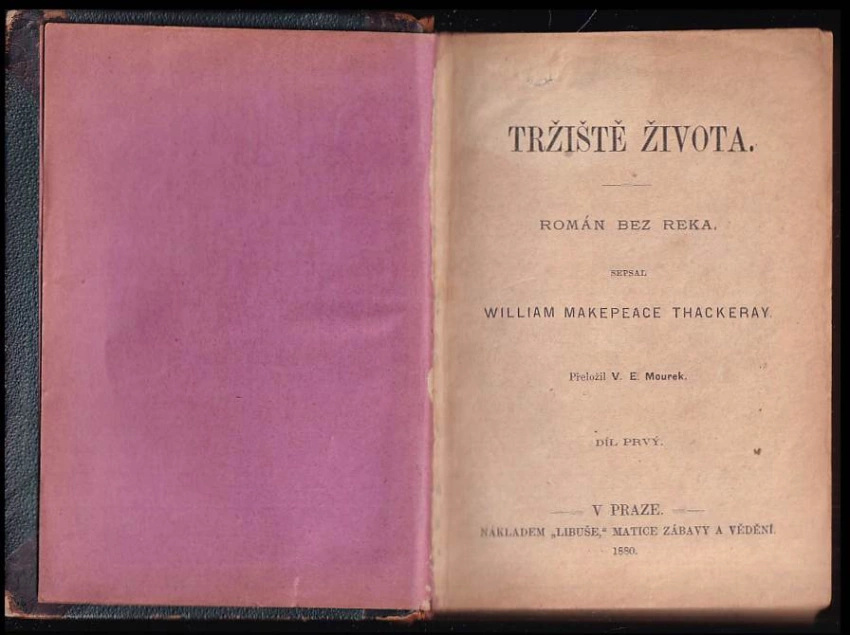 TRŽIŠTĚ ŽIVOTA.
ROMÁN BEZ REKA.
SEPSAL
WILLIAM MAKEPEACE THACKERAY.
Přeložil V. E. Mourek.
DÍL PRVÝ.
V PRAZE.
NÁKLADEM „LIBUŠE,“ MATICE ZÁBAVY A VĚDĚNÍ.
1880.